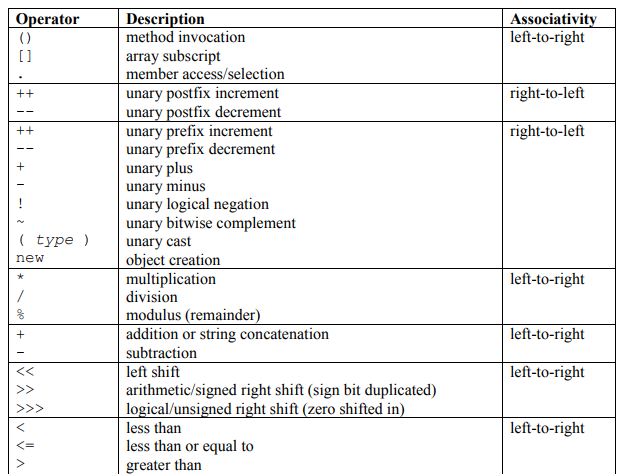 Operator Description Associativity
() method invocation left-to-right
[] array subscript
. member access/selection
++ unary postfix increment right-to-left
-- unary postfix decrement
++ unary prefix increment right-to-left
-- unary prefix decrement
+ unary plus
- unary minus
! unary logical negation
~ unary bitwise complement
( type ) unary cast
new object creation
* multiplication left-to-right
/ division
% modulus (remainder)
+ addition or string concatenation left-to-right
- subtraction
<< left shift left-to-right
>> arithmetic/signed right shift (sign bit duplicated)
>>> logical/unsigned right shift (zero shifted in)
< less than left-to-right
<= less than or equal to
> greater than